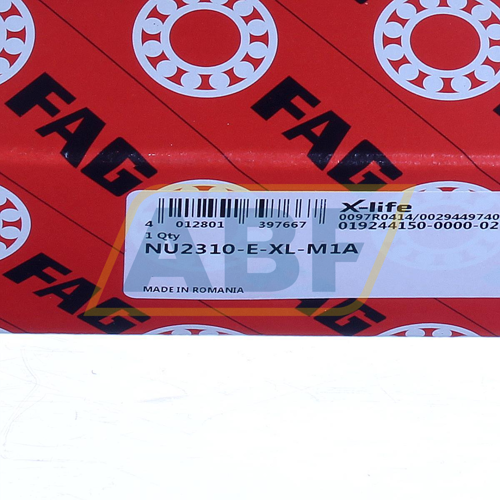 FAG
FAG
X-life
0097R0414/0029449740
4 012801 397667
019244150-0000-02
1 Qty
NU2310-E-XL-M1A
ABF
MADE IN ROMANIA
FAG
FAG